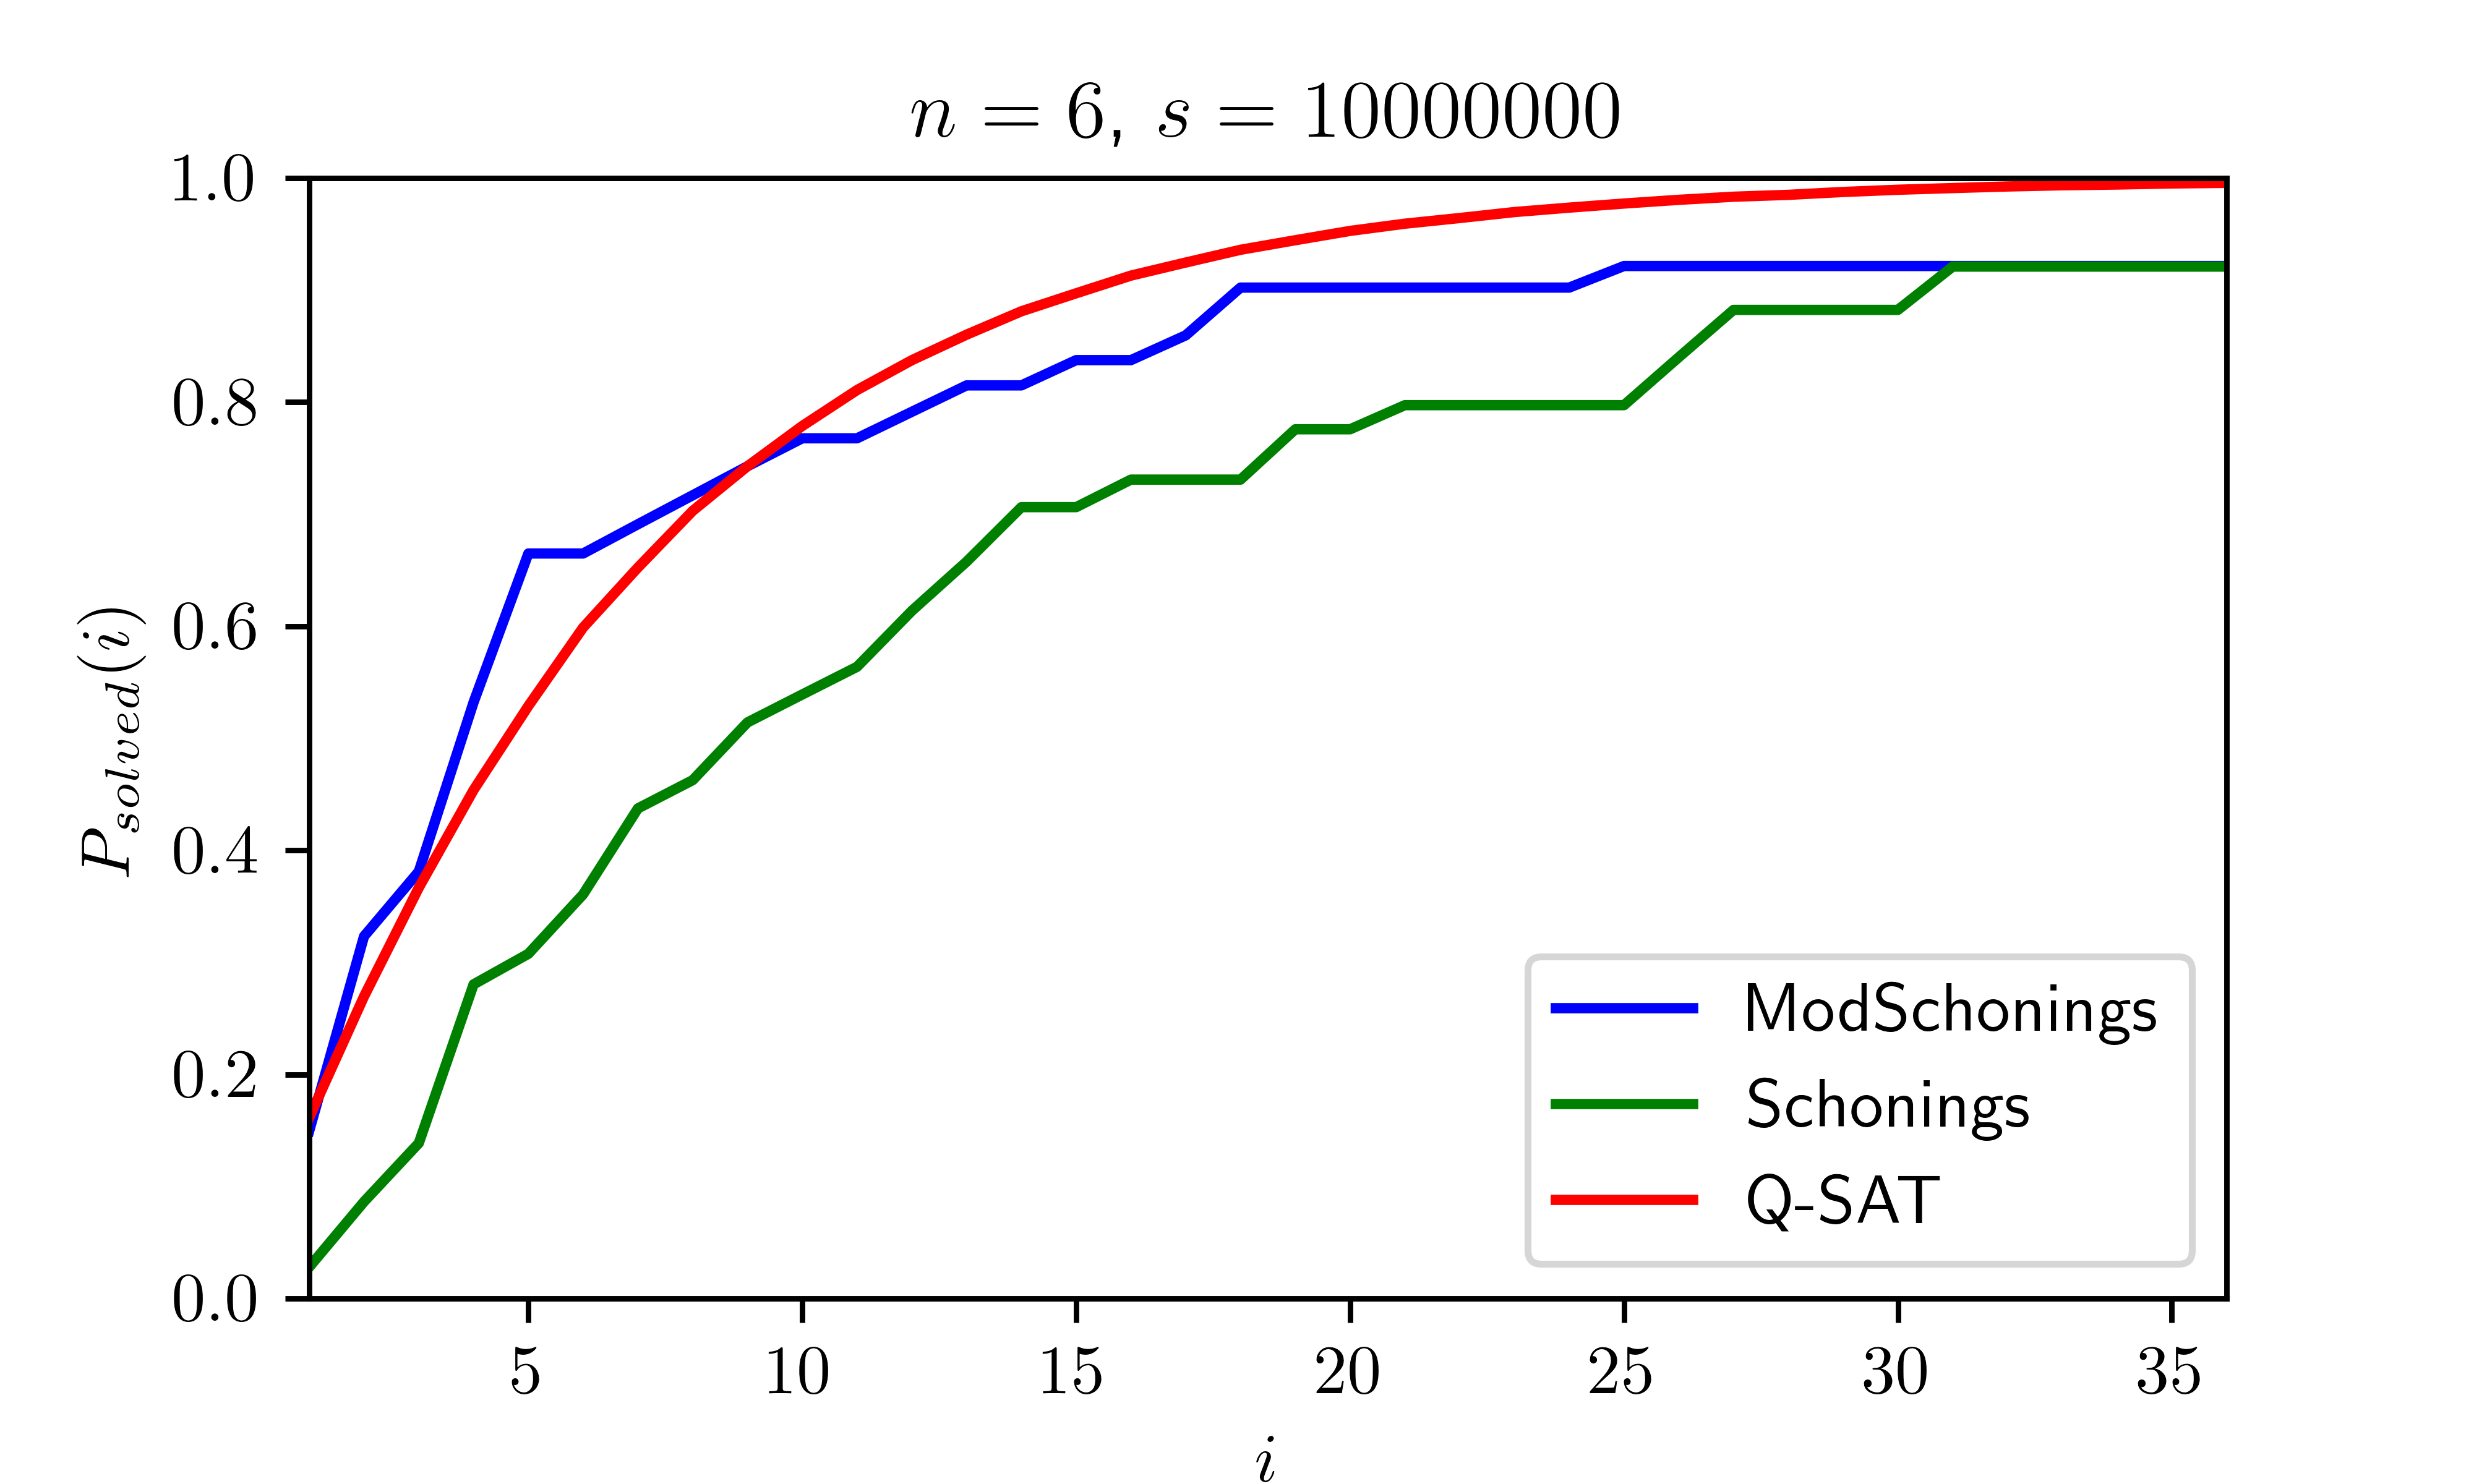 n = 6, s = 10000000
1.0
0.8
0.6
0.4
0.2
0.0
P_solved(i)
5 10 15 20 25 30 35
i
ModSchonings
Schonings
Q-SAT